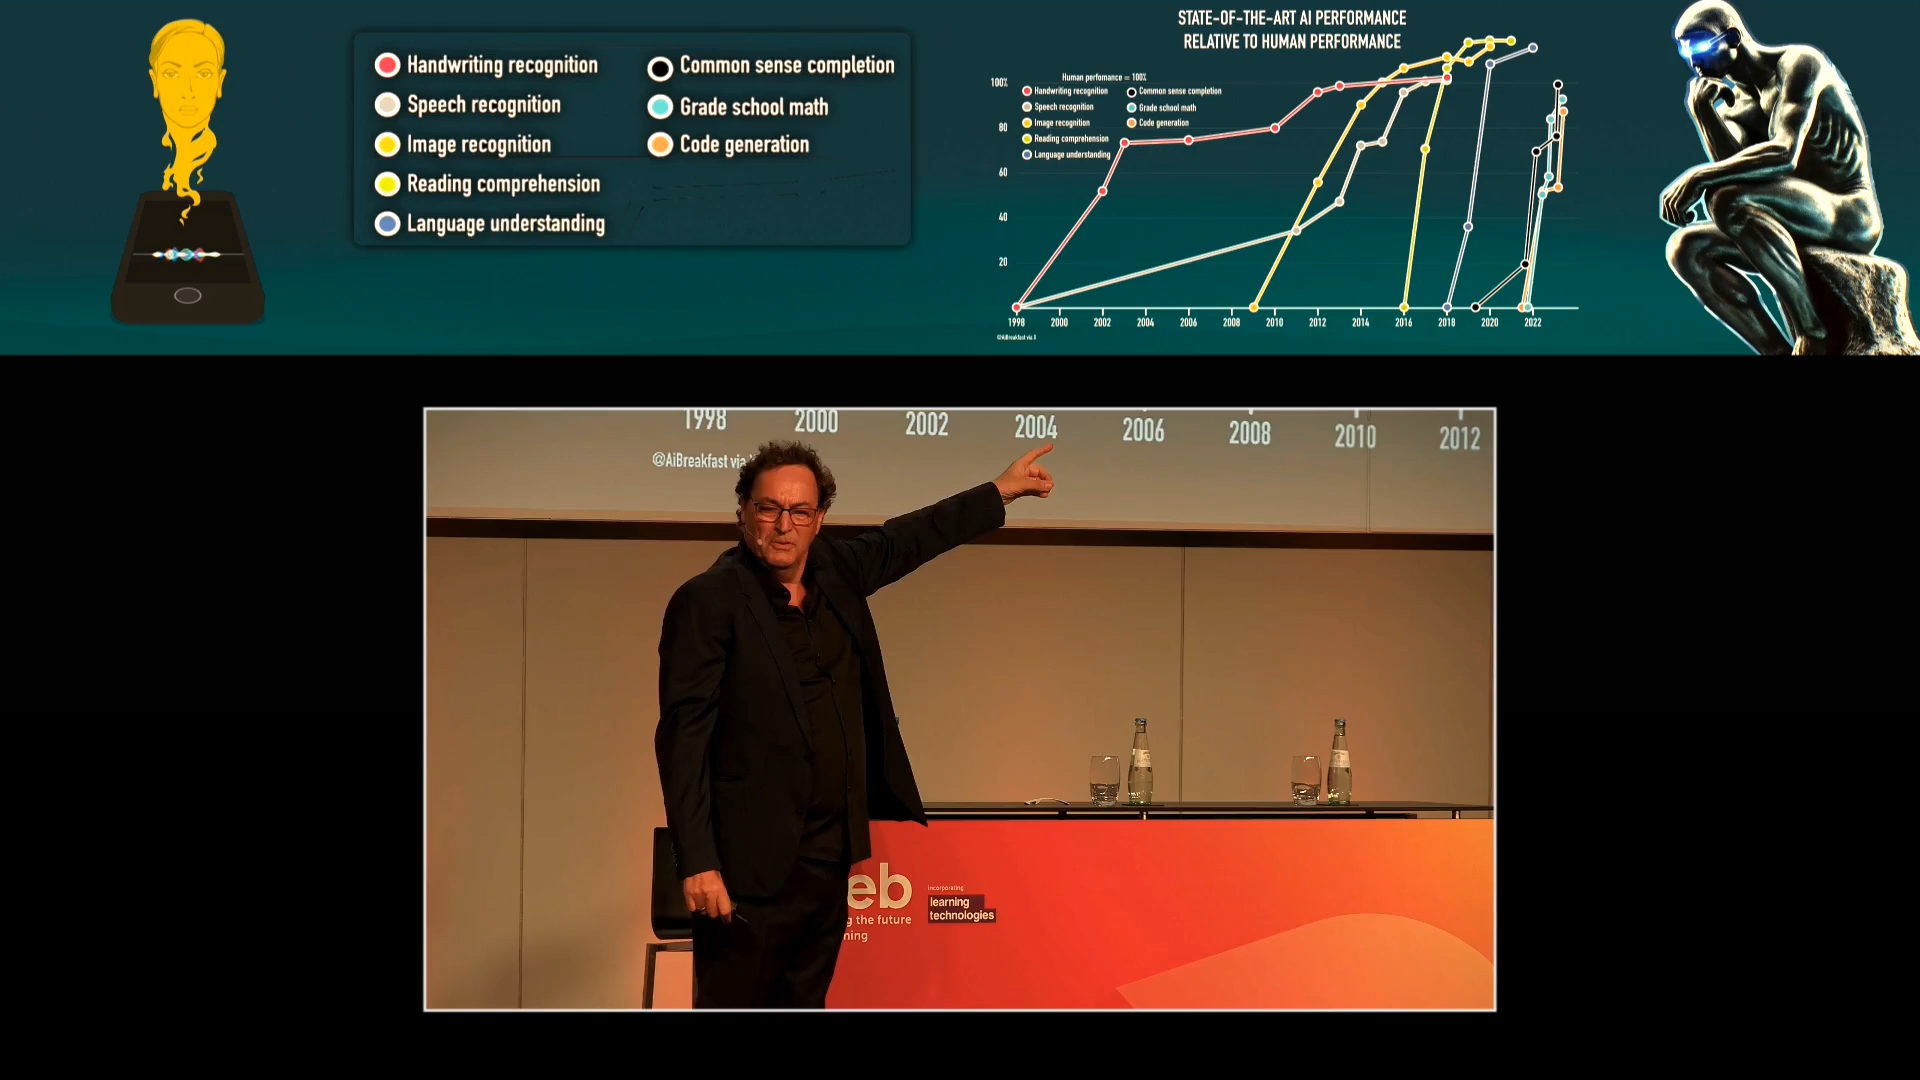 Handwriting recognition
Speech recognition
Image recognition
Reading comprehension
Language understanding
Common sense completion
Grade school math
Code generation
STATE-OF-THE-ART AI PERFORMANCE
RELATIVE TO HUMAN PERFORMANCE
Human perfomance = 100%
Handwriting recognition
Speech recognition
Image recognition
Reading comprehension
Language understanding
Common sense completion
Grade school math
Code generation
100%
80
60
40
20
1998 2000 2002 2004 2006 2008 2010 2012 2014 2016 2018 2020 2022
@AiBreakfast via X
1998 2000 2002 2004 2006 2008 2010 2012
@AiBreakfast via
eb
g the future
ning
incorporating
learning
technologies